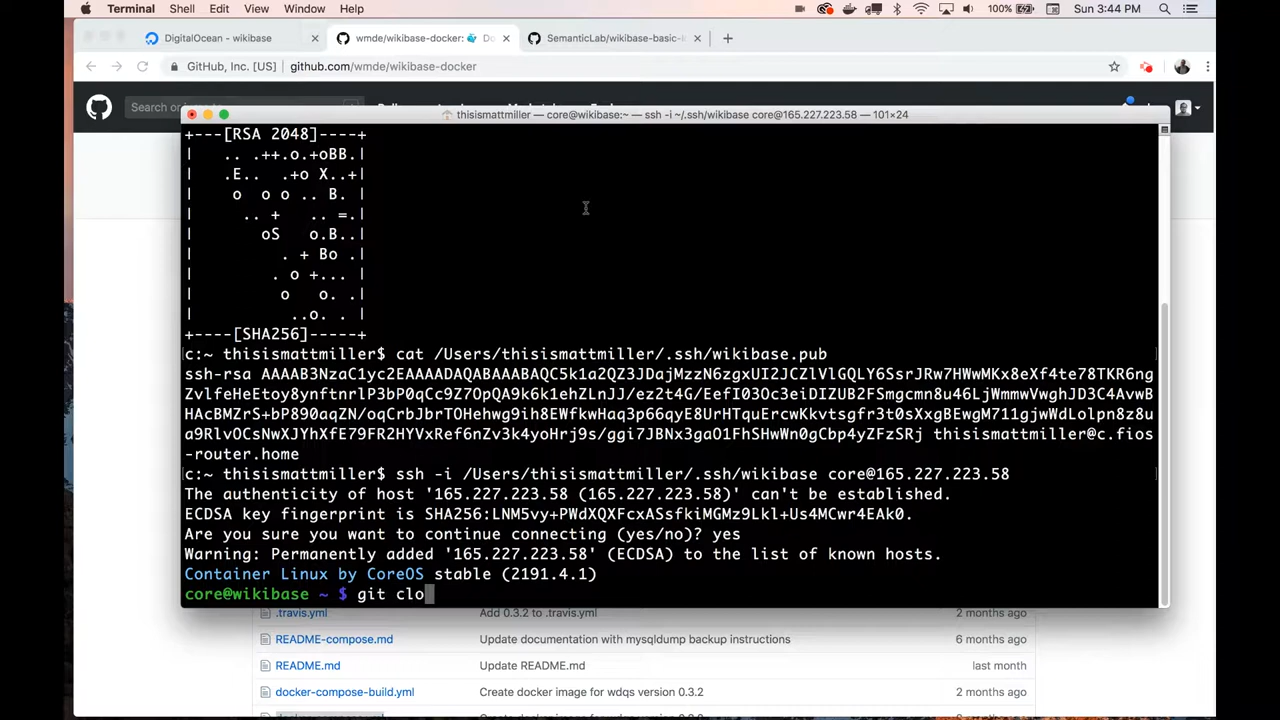 Terminal Shell Edit View Window Help 100% Sun 3:44 PM
DigitalOcean - wikibase
wmde/wikibase-docker: Do
SemanticLab/wikibase-basic-i
GitHub, Inc. [US] github.com/wmde/wikibase-docker
Search or
thisismattmiller — core@wikibase:~ — ssh -i ~/.ssh/wikibase core@165.227.223.58 — 101×24
+---[RSA 2048]----+
| .. .++.o.+oBB.|
| .E.. .+o X..+|
| o o o .. B. |
| .. + .. =.|
| oS o.B..|
| . + Bo .|
| . o +... |
| o o. .|
| ..o. . |
+----[SHA256]-----+
c:~ thisismattmiller$ cat /Users/thisismattmiller/.ssh/wikibase.pub
ssh-rsa AAAAB3NzaC1yc2EAAAADAQABAAABAQC5k1a2QZ3JDajMzzN6zgxUI2JCZlVlGQLY6SsrJRw7HWwMKx8eXf4te78TKR6ng
ZvlfeHeEtoy8ynftnrlP3bP0qCc9Z7OpQA9k6k1ehZLnJJ/ez2t4G/EefI03Oc3eiDIZUB2FSmgcmn8u46LjWmmwVwghJD3C4AvwB
HAcBMZrS+bP890aqZN/oqCrbJbrTOHehwg9ih8EWfkwHaq3p66qyE8UrHTquErcwKkvtsgfr3t0sXxgBEwgM711gjwWdLolpn8z8u
a9RlvOCsNwXJYhXfE79FR2HYVxRef6nZv3k4yoHrj9s/ggi7JBNx3gaO1FhSHwWn0gCbp4yZFzSRj thisismattmiller@c.fios
-router.home
c:~ thisismattmiller$ ssh -i /Users/thisismattmiller/.ssh/wikibase core@165.227.223.58
The authenticity of host '165.227.223.58 (165.227.223.58)' can't be established.
ECDSA key fingerprint is SHA256:LNM5vy+PWdXQXFcxASsfkiMGMz9Lkl+Us4MCwr4EAk0.
Are you sure you want to continue connecting (yes/no)? yes
Warning: Permanently added '165.227.223.58' (ECDSA) to the list of known hosts.
Container Linux by CoreOS stable (2191.4.1)
core@wikibase ~ $ git clo
.travis.yml Add 0.3.2 to .travis.yml 2 months ago
README-compose.md Update documentation with mysqldump backup instructions 6 months ago
README.md Update README.md last month
docker-compose-build.yml Create docker image for wdqs version 0.3.2 2 months ago